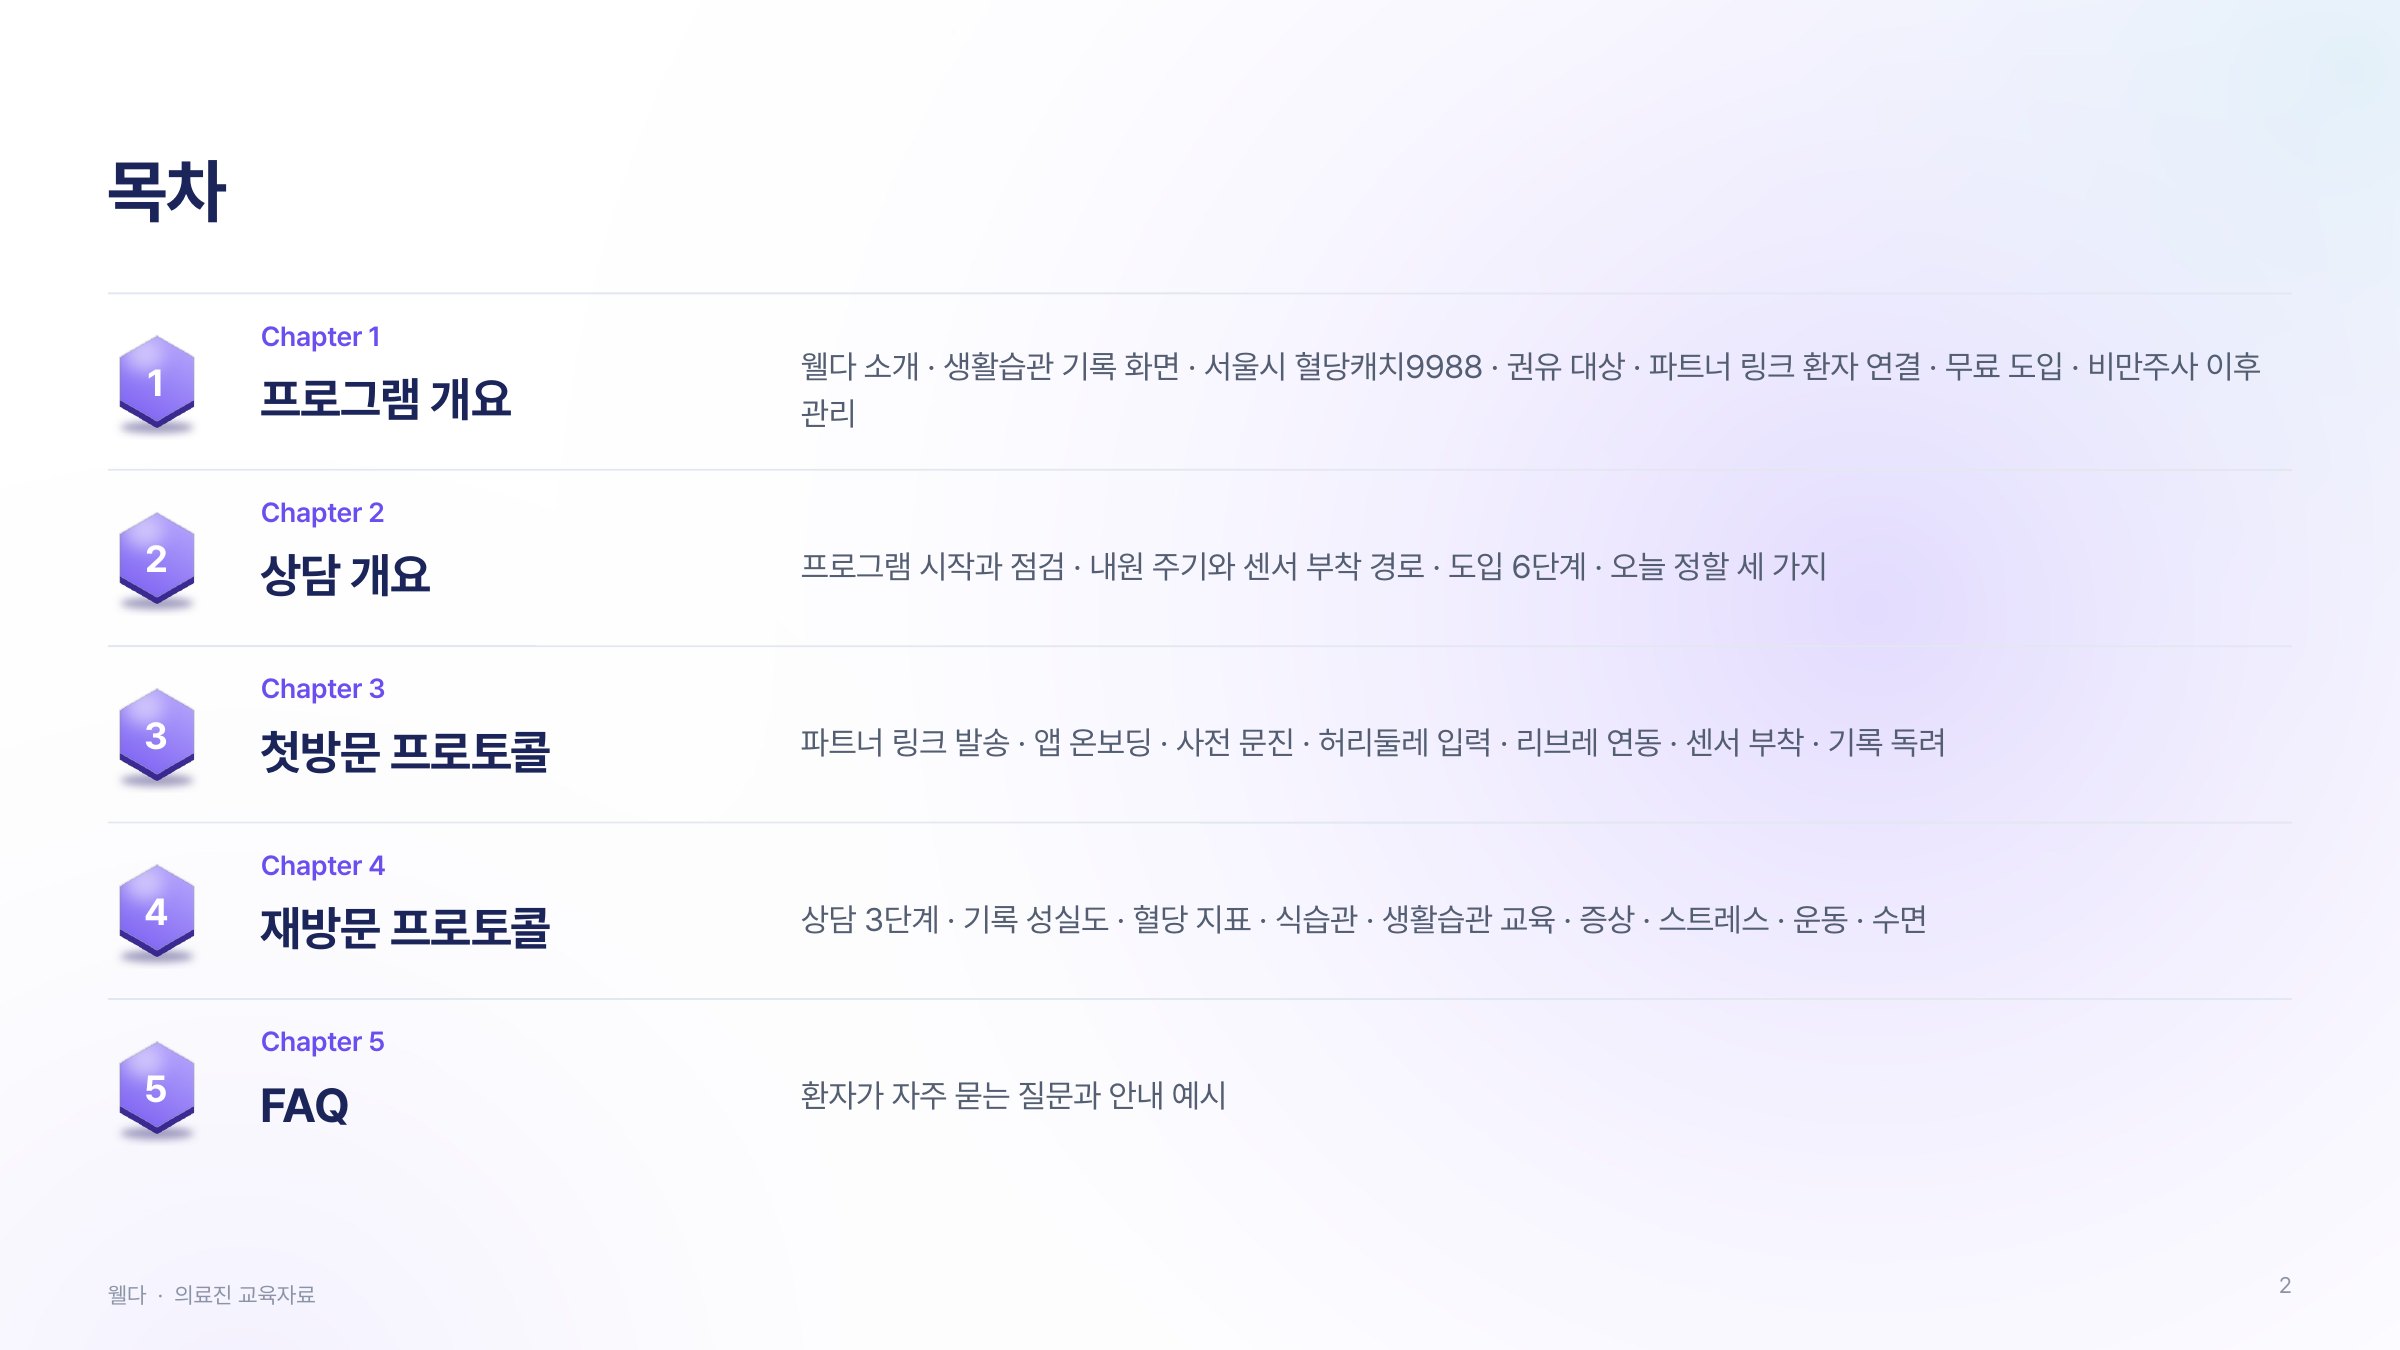 목차
1
Chapter 1
프로그램 개요
웰다 소개 · 생활습관 기록 화면 · 서울시 혈당캐치9988 · 권유 대상 · 파트너 링크 환자 연결 · 무료 도입 · 비만주사 이후
관리
2
Chapter 2
상담 개요
프로그램 시작과 점검 · 내원 주기와 센서 부착 경로 · 도입 6단계 · 오늘 정할 세 가지
3
Chapter 3
첫방문 프로토콜
파트너 링크 발송 · 앱 온보딩 · 사전 문진 · 허리둘레 입력 · 리브레 연동 · 센서 부착 · 기록 독려
4
Chapter 4
재방문 프로토콜
상담 3단계 · 기록 성실도 · 혈당 지표 · 식습관 · 생활습관 교육 · 증상 · 스트레스 · 운동 · 수면
5
Chapter 5
FAQ
환자가 자주 묻는 질문과 안내 예시
웰다 · 의료진 교육자료
2